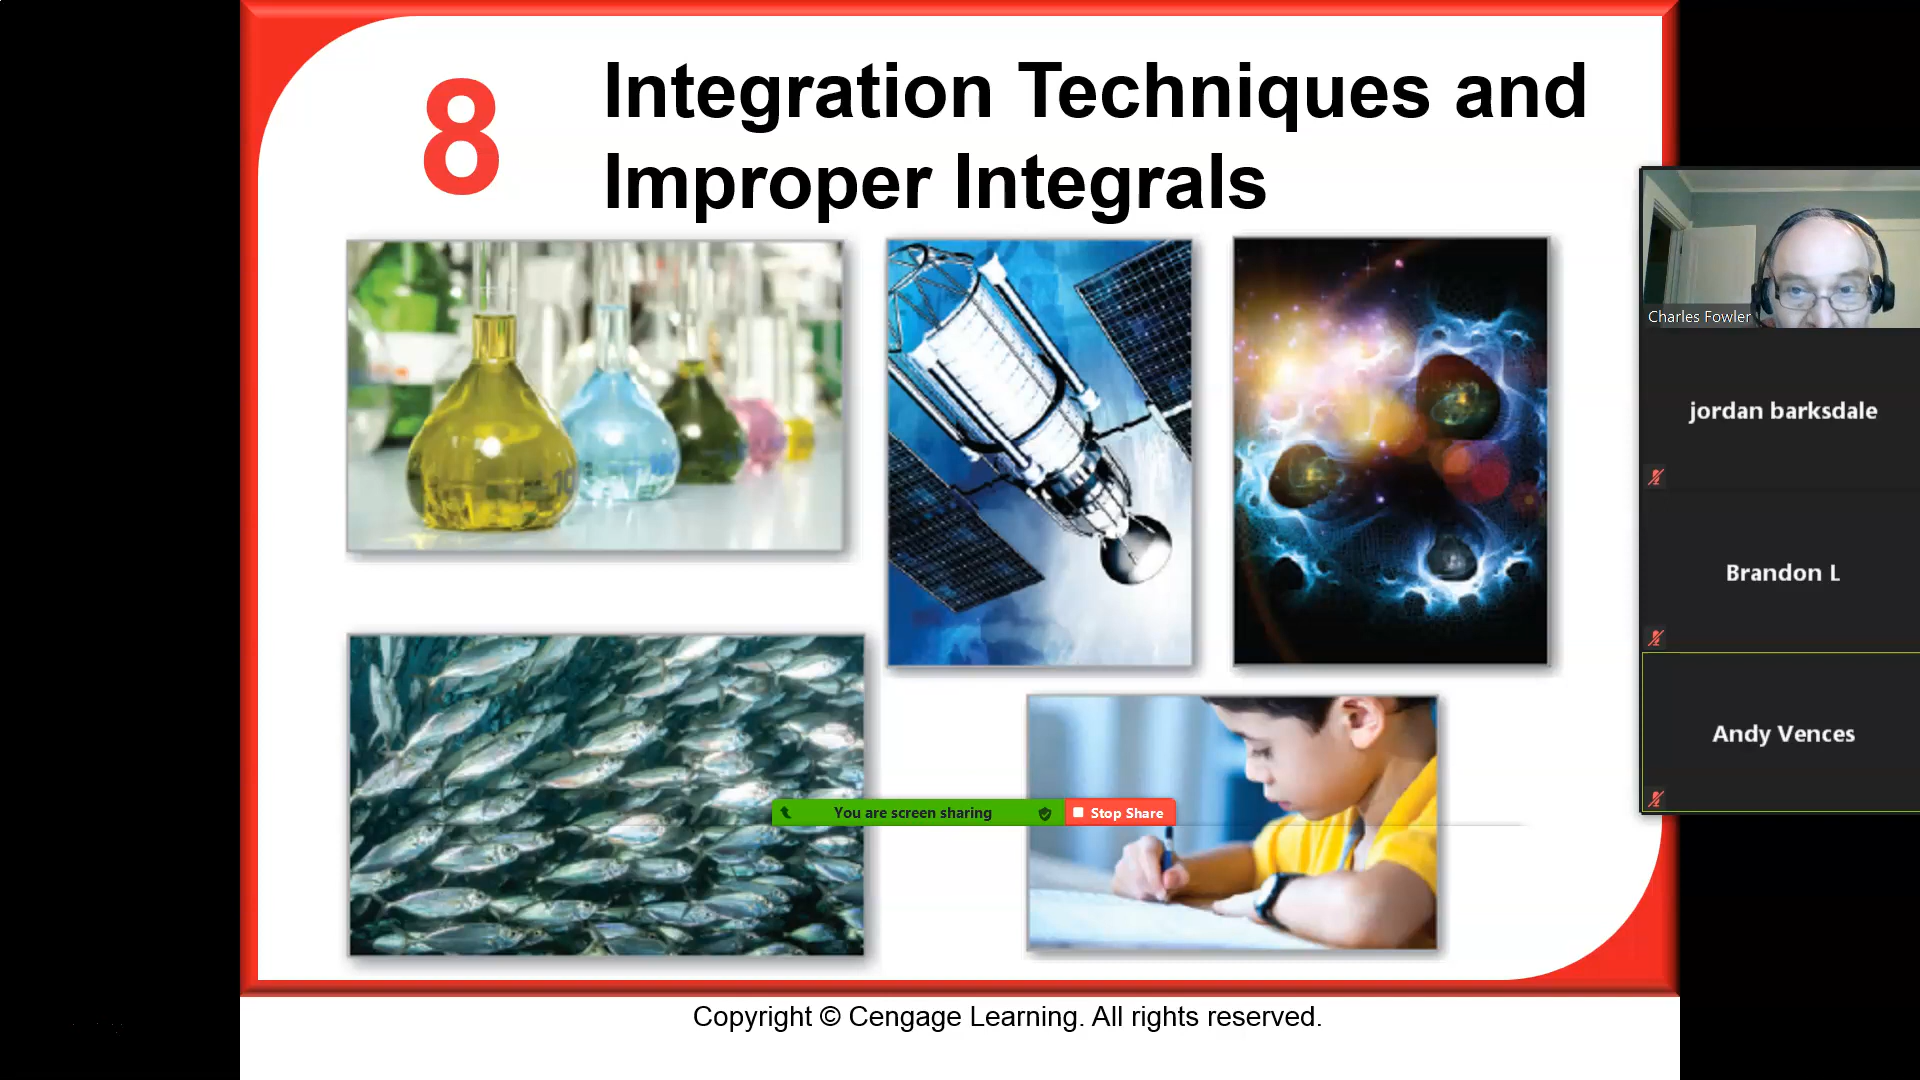 8
Integration Techniques and
Improper Integrals
Charles Fowler
jordan barksdale
Brandon L
Andy Vences
10
You are screen sharing
Stop Share
Copyright © Cengage Learning. All rights reserved.